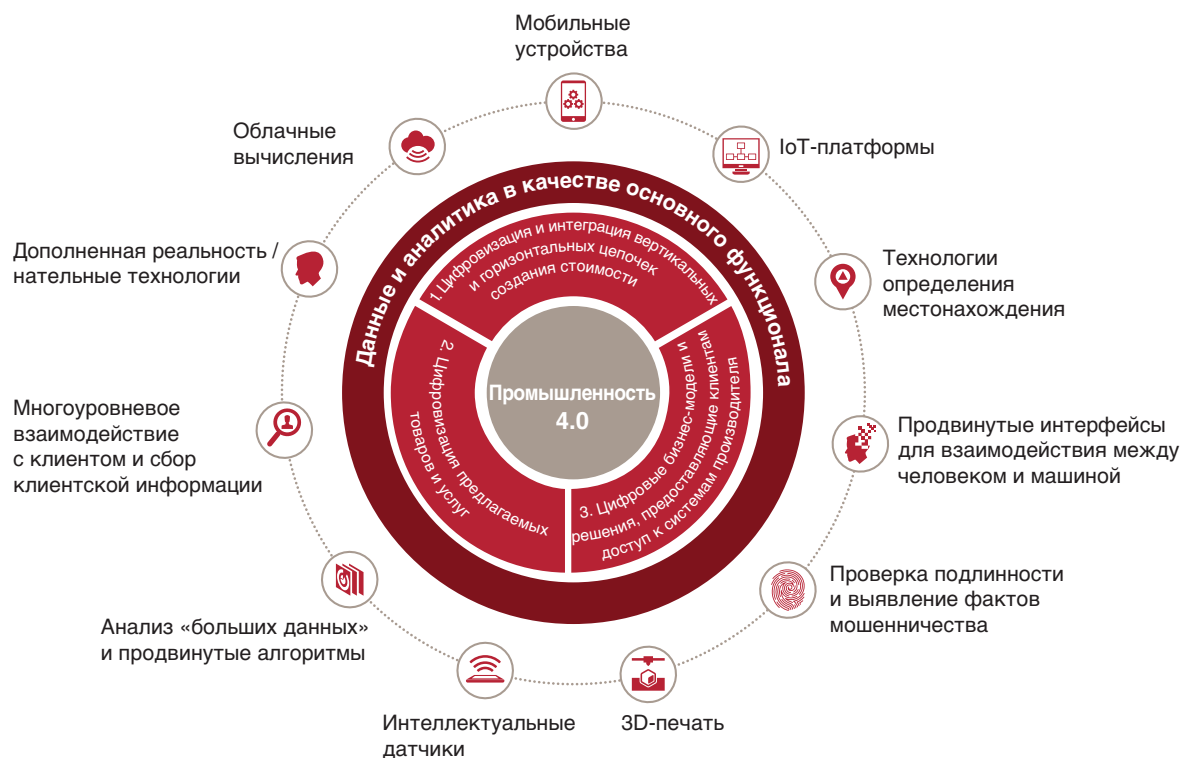 Мобильные
устройства
IoT-платформы
Технологии
определения
местонахождения
Продвинутые интерфейсы
для взаимодействия между
человеком и машиной
Проверка подлинности
и выявление фактов
мошенничества
3D-печать
Интеллектуальные
датчики
Анализ «больших данных»
и продвинутые алгоритмы
Многоуровневое
взаимодействие
с клиентом и сбор
клиентской информации
Дополненная реальность /
нательные технологии
Облачные
вычисления
Данные и аналитика в качестве основного функционала
1. Цифровизация и интеграция вертикальных
и горизонтальных цепочек
создания стоимости
2. Цифровизация предлагаемых
товаров и услуг
3. Цифровые бизнес-модели и
решения, предоставляющие клиентам
доступ к системам производителя
Промышленность
4.0